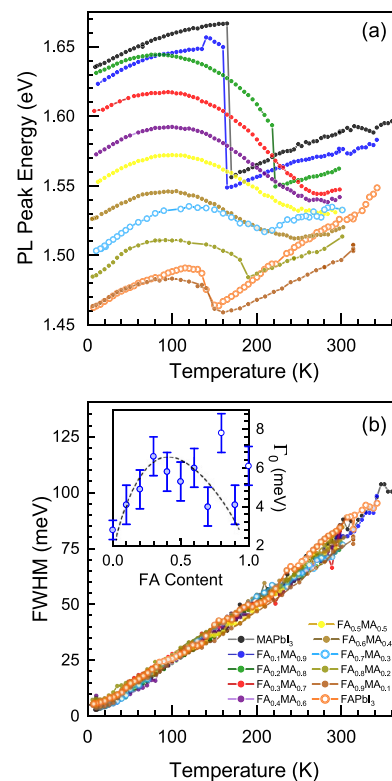 (a)
PL Peak Energy (eV)
1.65
1.60
1.55
1.50
1.45
0 100 200 300 400
Temperature (K)
(b)
FWHM (meV)
125
100
75
50
25
0
8
6
4
2
Γ0 (meV)
0.0 0.5 1.0
FA Content
MAPbI3
FA0.1MA0.9
FA0.2MA0.8
FA0.3MA0.7
FA0.4MA0.6
FA0.5MA0.5
FA0.6MA0.4
FA0.7MA0.3
FA0.8MA0.2
FA0.9MA0.1
FAPbI3
0 100 200 300 400
Temperature (K)